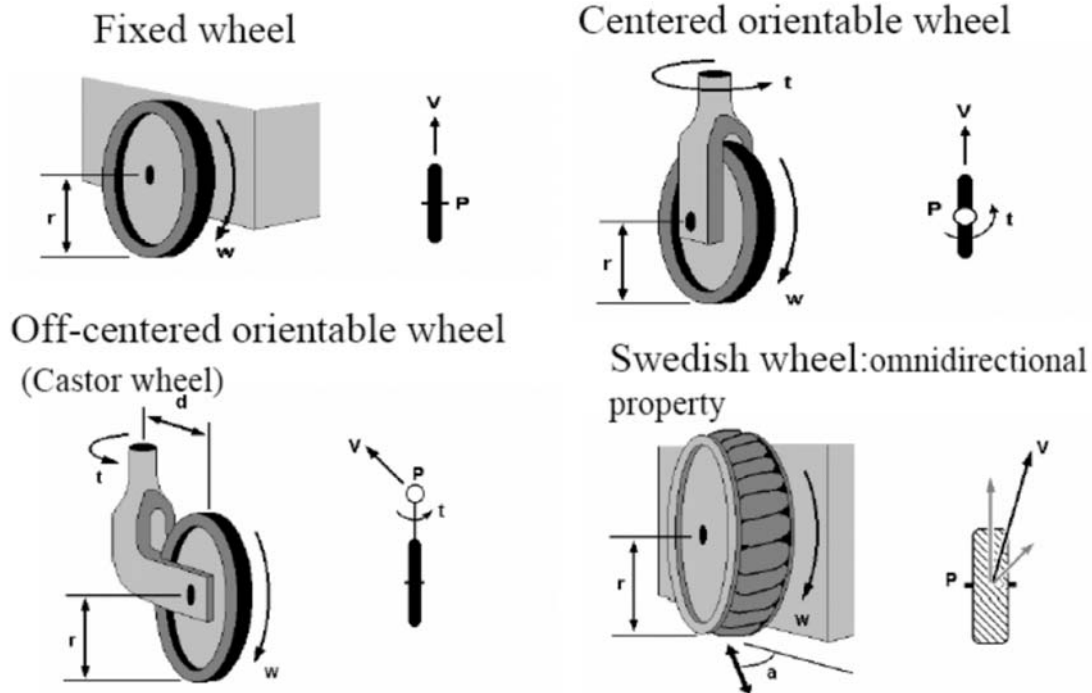 Fixed wheel
V
P
r
w
Centered orientable wheel
t
V
P
t
r
w
Off-centered orientable wheel
(Castor wheel)
d
t
V
P
t
r
w
Swedish wheel:omnidirectional
property
V
P
r
w
a